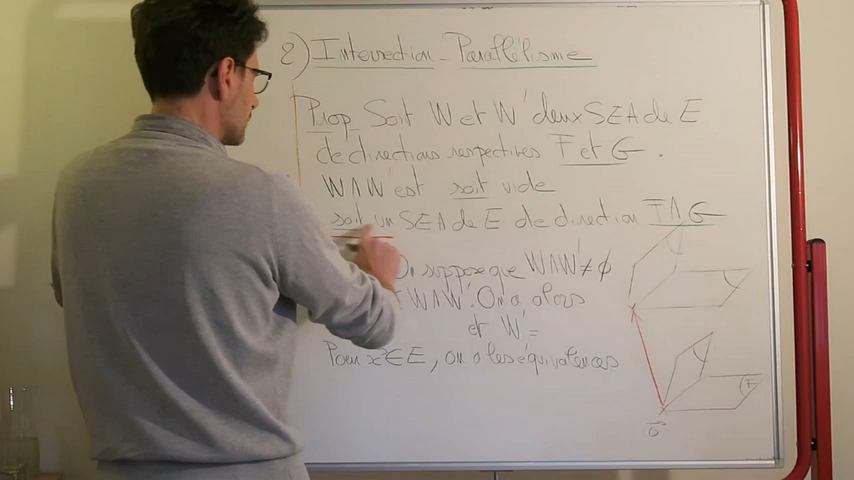 2) Intersection - Parallélisme
Prop Soit W et W' deux SEA de E
de directions respectives F et G.
W∩W' est soit vide
soit un SEA de E de direction F∩G
On suppose que W∩W' ≠ ∅
W∩W'. On a alors
et W' =
Pour x ∈ E, on a les équivalences
F